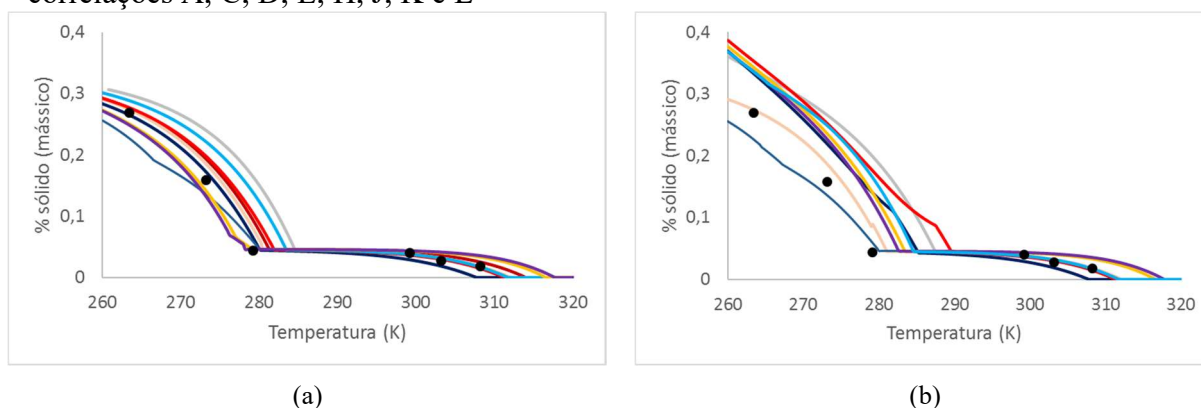 correlações A, C, D, E, H, J, K e L
0,4
0,3
0,2
0,1
0
% sólido (mássico)
260 270 280 290 300 310 320
Temperatura (K)
(a)
0,4
0,3
0,2
0,1
0
% sólido (mássico)
260 270 280 290 300 310 320
Temperatura (K)
(b)